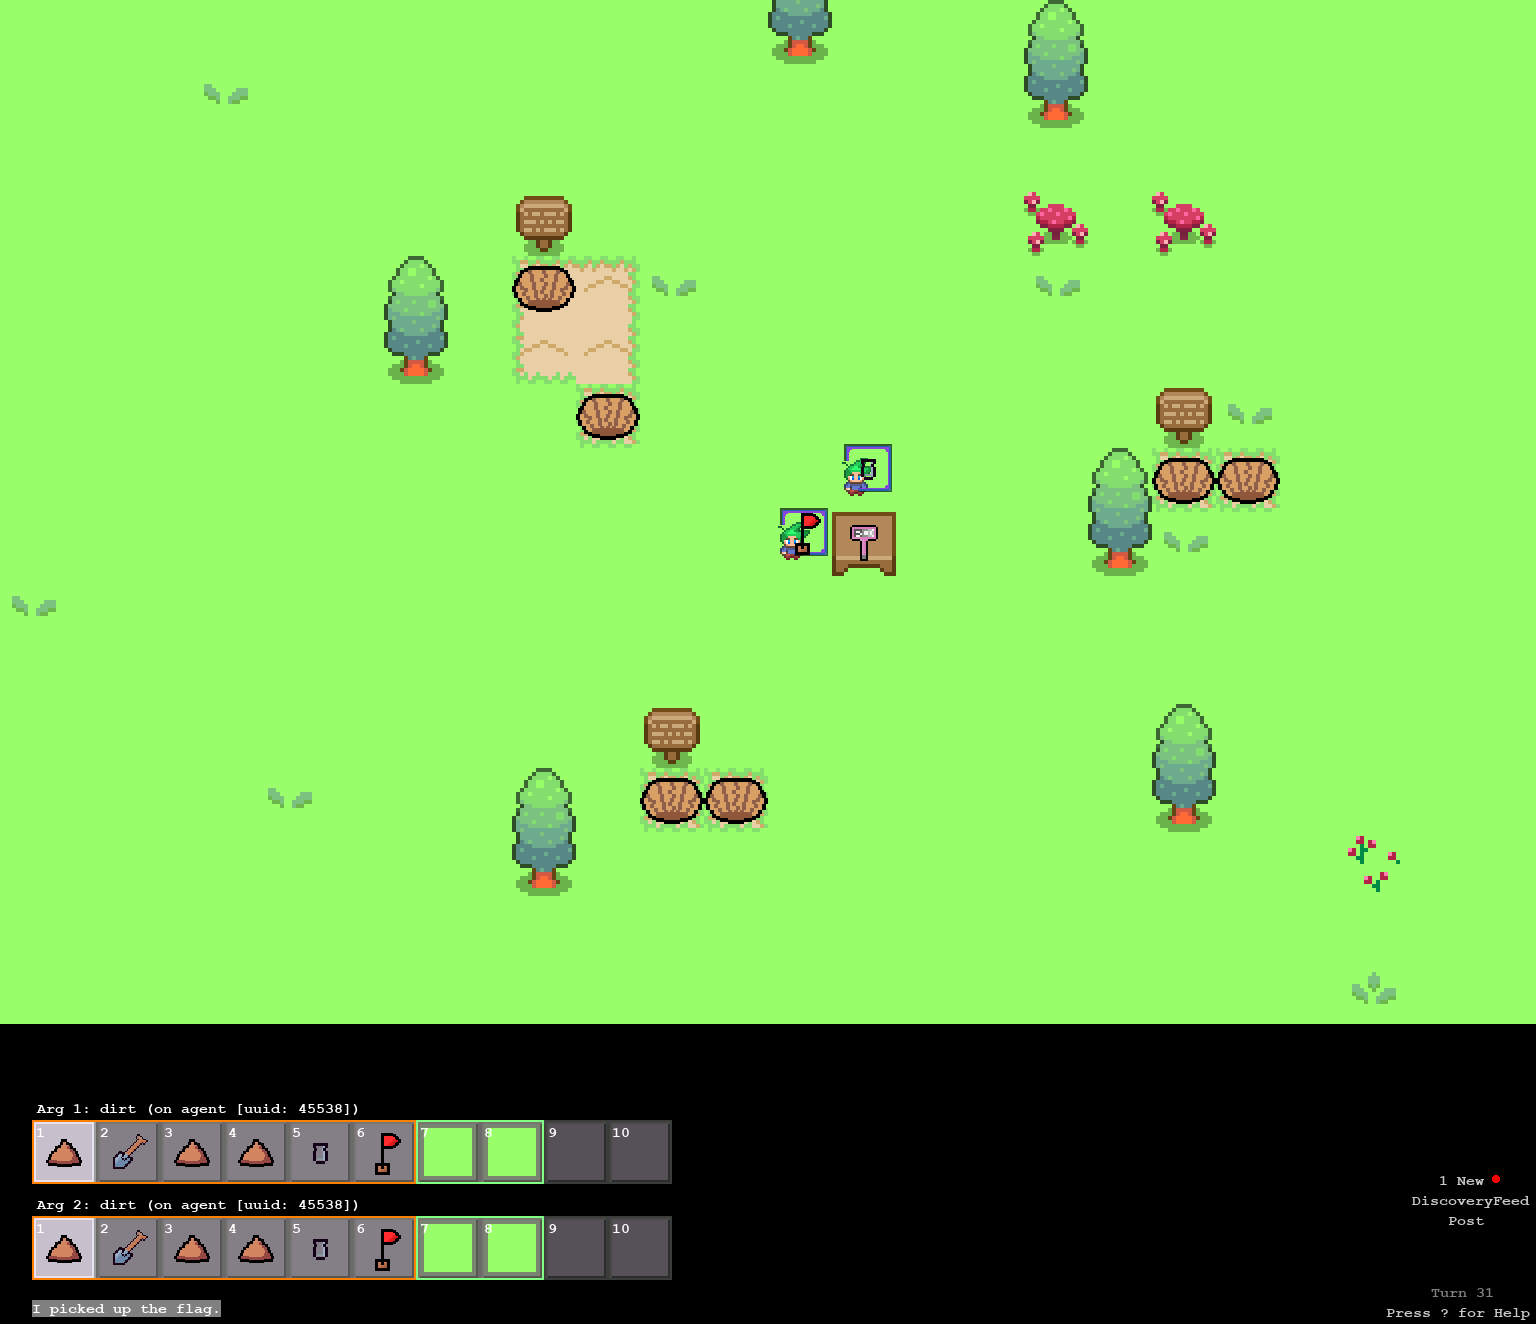 Arg 1: dirt (on agent [uuid: 45538])
1 2 3 4 5 6 7 8 9 10
Arg 2: dirt (on agent [uuid: 45538])
1 2 3 4 5 6 7 8 9 10
I picked up the flag.
1 New
DiscoveryFeed
Post
Turn 31
Press ? for Help